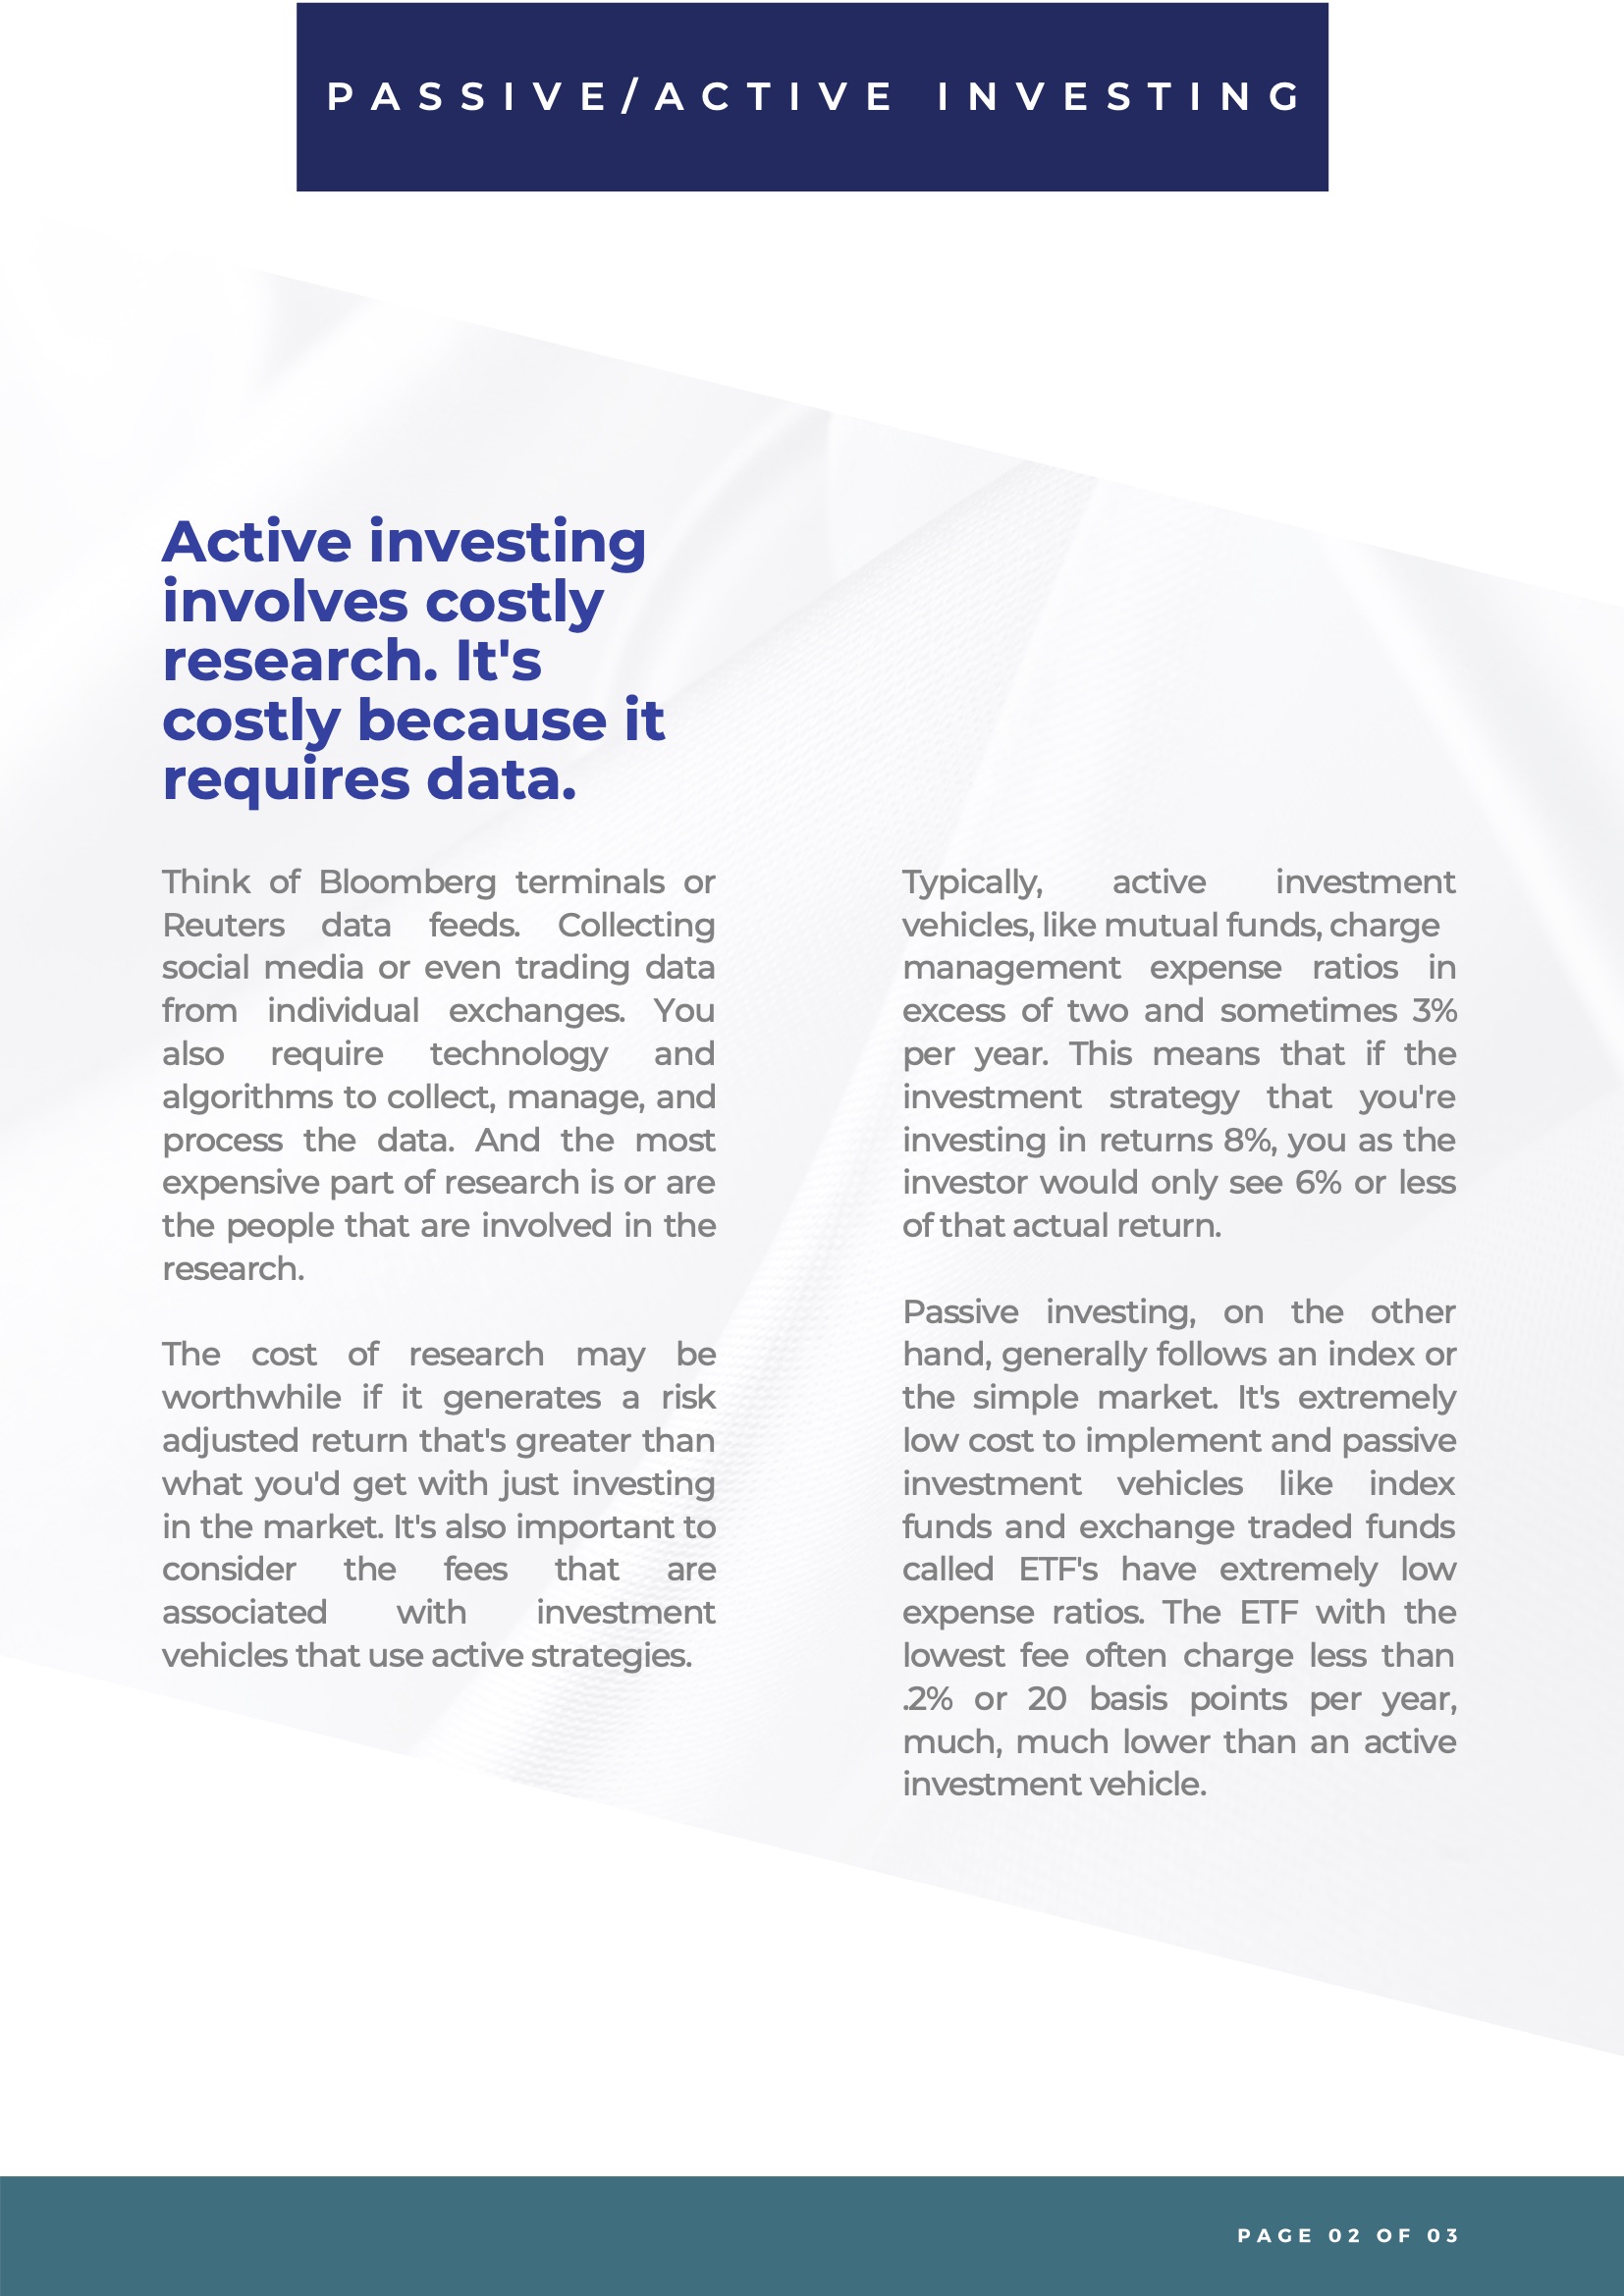 PASSIVE/ACTIVE INVESTING
Active investing
involves costly
research. It's
costly because it
requires data.
Think of Bloomberg terminals or
Reuters data feeds. Collecting
social media or even trading data
from individual exchanges. You
also require technology and
algorithms to collect, manage, and
process the data. And the most
expensive part of research is or are
the people that are involved in the
research.
The cost of research may be
worthwhile if it generates a risk
adjusted return that's greater than
what you'd get with just investing
in the market. It's also important to
consider the fees that are
associated with investment
vehicles that use active strategies.
Typically, active investment
vehicles, like mutual funds, charge
management expense ratios in
excess of two and sometimes 3%
per year. This means that if the
investment strategy that you're
investing in returns 8%, you as the
investor would only see 6% or less
of that actual return.
Passive investing, on the other
hand, generally follows an index or
the simple market. It's extremely
low cost to implement and passive
investment vehicles like index
funds and exchange traded funds
called ETF's have extremely low
expense ratios. The ETF with the
lowest fee often charge less than
.2% or 20 basis points per year,
much, much lower than an active
investment vehicle.
PAGE 02 OF 03